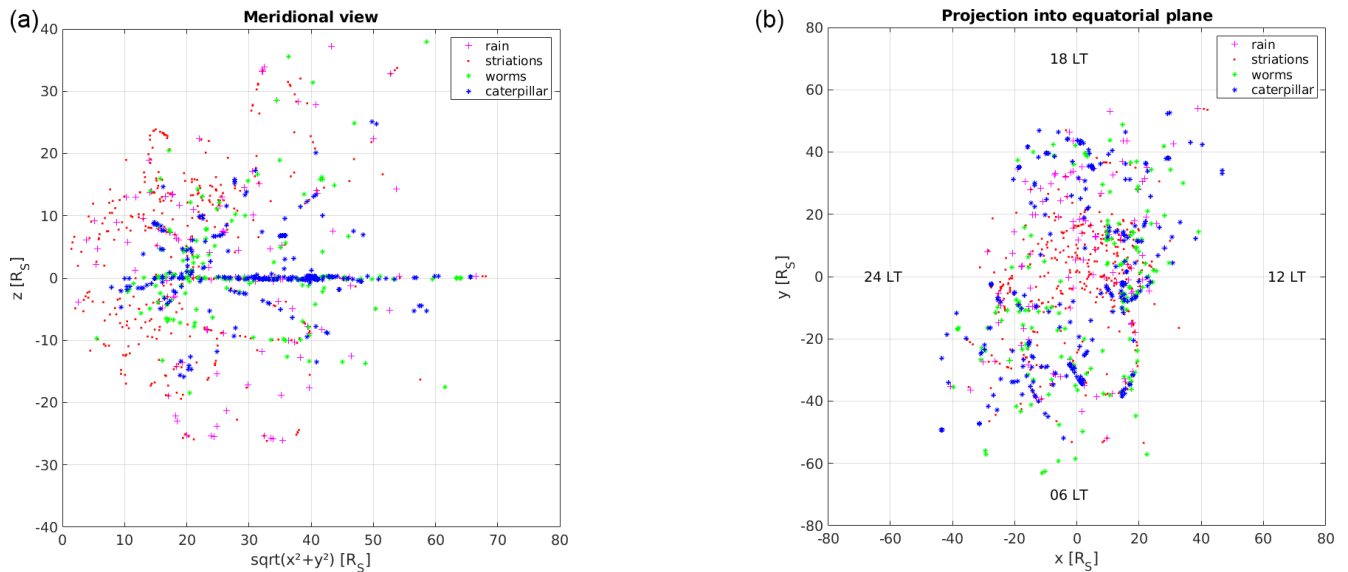 (a)
Meridional view
40
30
20
10
0
-10
-20
-30
-40
z [R_S]
0 10 20 30 40 50 60 70 80
sqrt(x²+y²) [R_S]
rain
striations
worms
caterpillar
(b)
Projection into equatorial plane
80
60
40
20
0
-20
-40
-60
-80
y [R_S]
-80 -60 -40 -20 0 20 40 60 80
x [R_S]
18 LT
24 LT
12 LT
06 LT
rain
striations
worms
caterpillar